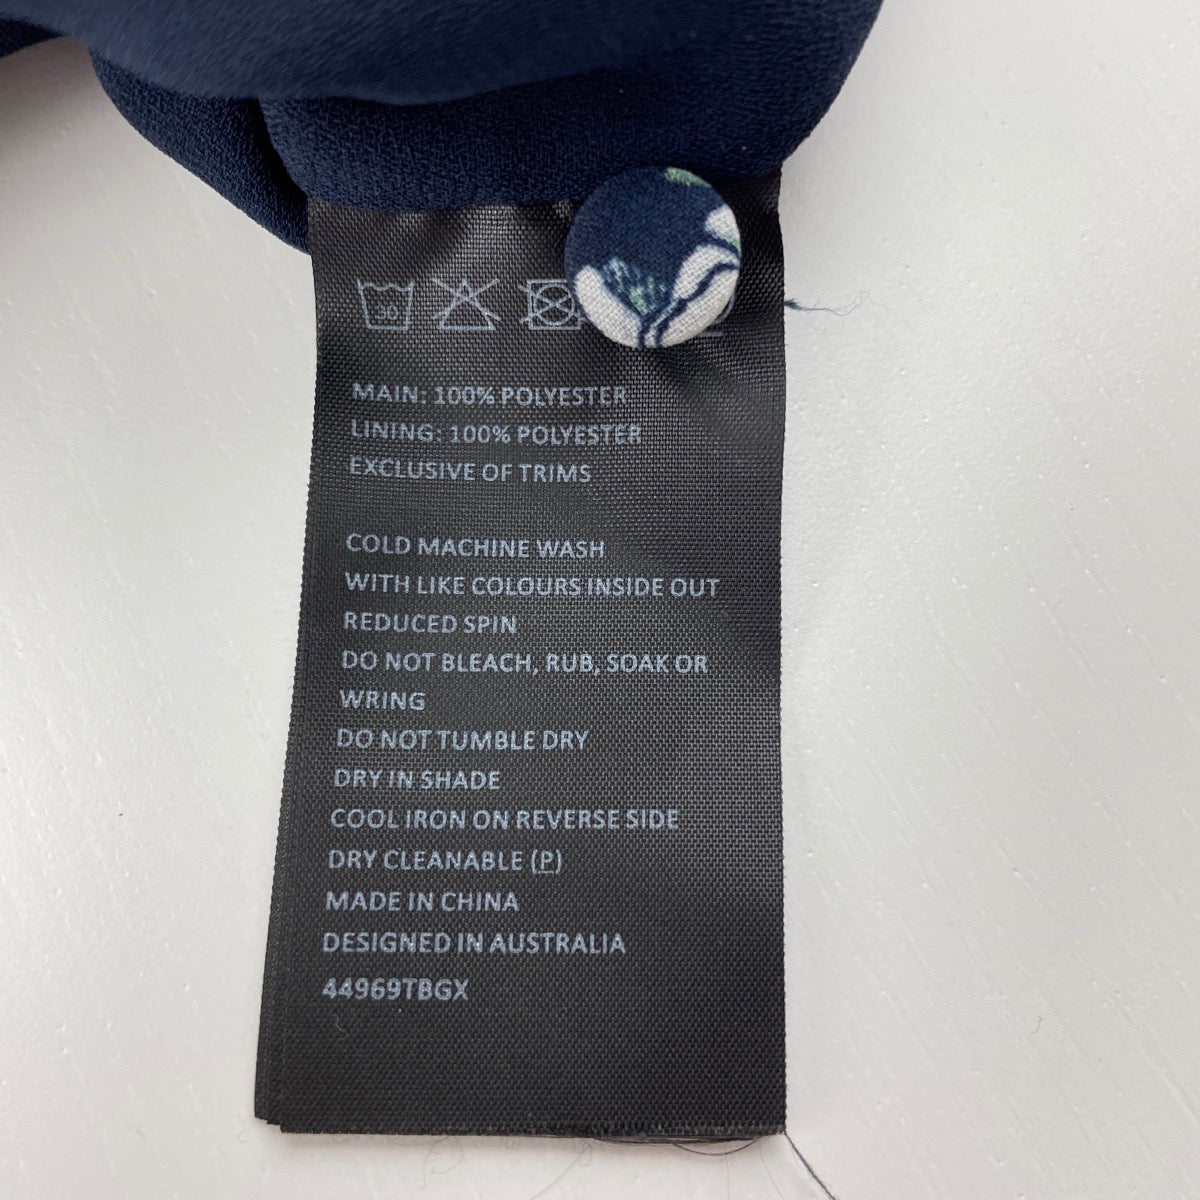 30
MAIN: 100% POLYESTER
LINING: 100% POLYESTER
EXCLUSIVE OF TRIMS
COLD MACHINE WASH
WITH LIKE COLOURS INSIDE OUT
REDUCED SPIN
DO NOT BLEACH, RUB, SOAK OR
WRING
DO NOT TUMBLE DRY
DRY IN SHADE
COOL IRON ON REVERSE SIDE
DRY CLEANABLE (P)
MADE IN CHINA
DESIGNED IN AUSTRALIA
44969TBGX